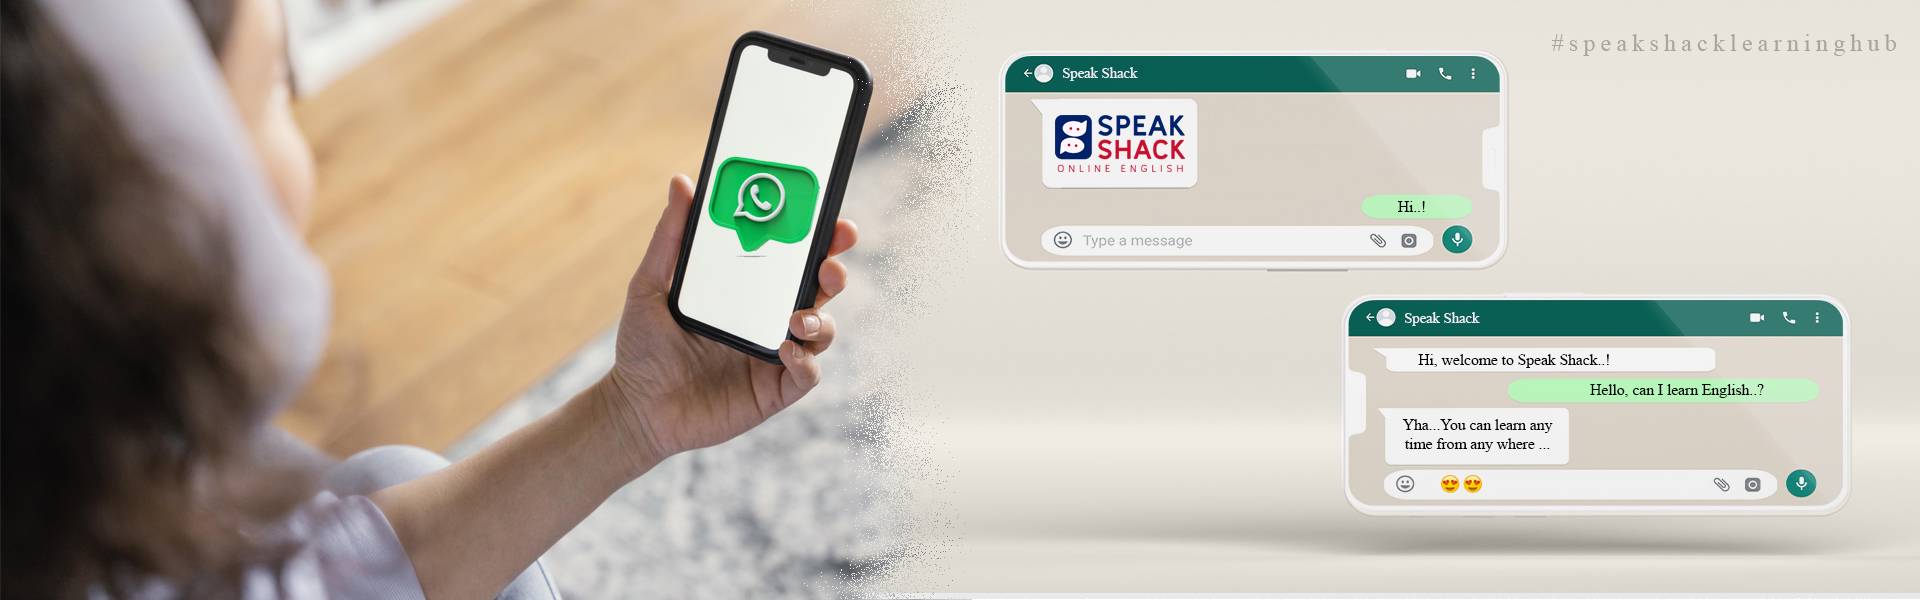 #speakshacklearninghub
Speak Shack
SPEAK
SHACK
ONLINE ENGLISH
Hi..!
Type a message
Speak Shack
Hi, welcome to Speak Shack..!
Hello, can I learn English..?
Yha...You can learn any
time from any where ...